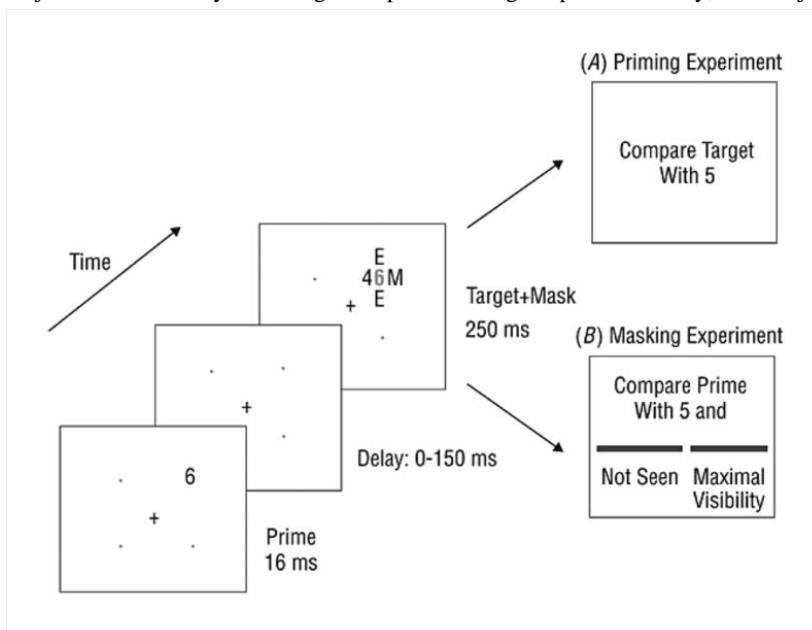 (A) Priming Experiment
Compare Target
With 5
Time
E
46M
+ E
Target+Mask
250 ms
(B) Masking Experiment
Compare Prime
With 5 and
Not Seen Maximal
Visibility
+
Delay: 0-150 ms
6
+
Prime
16 ms